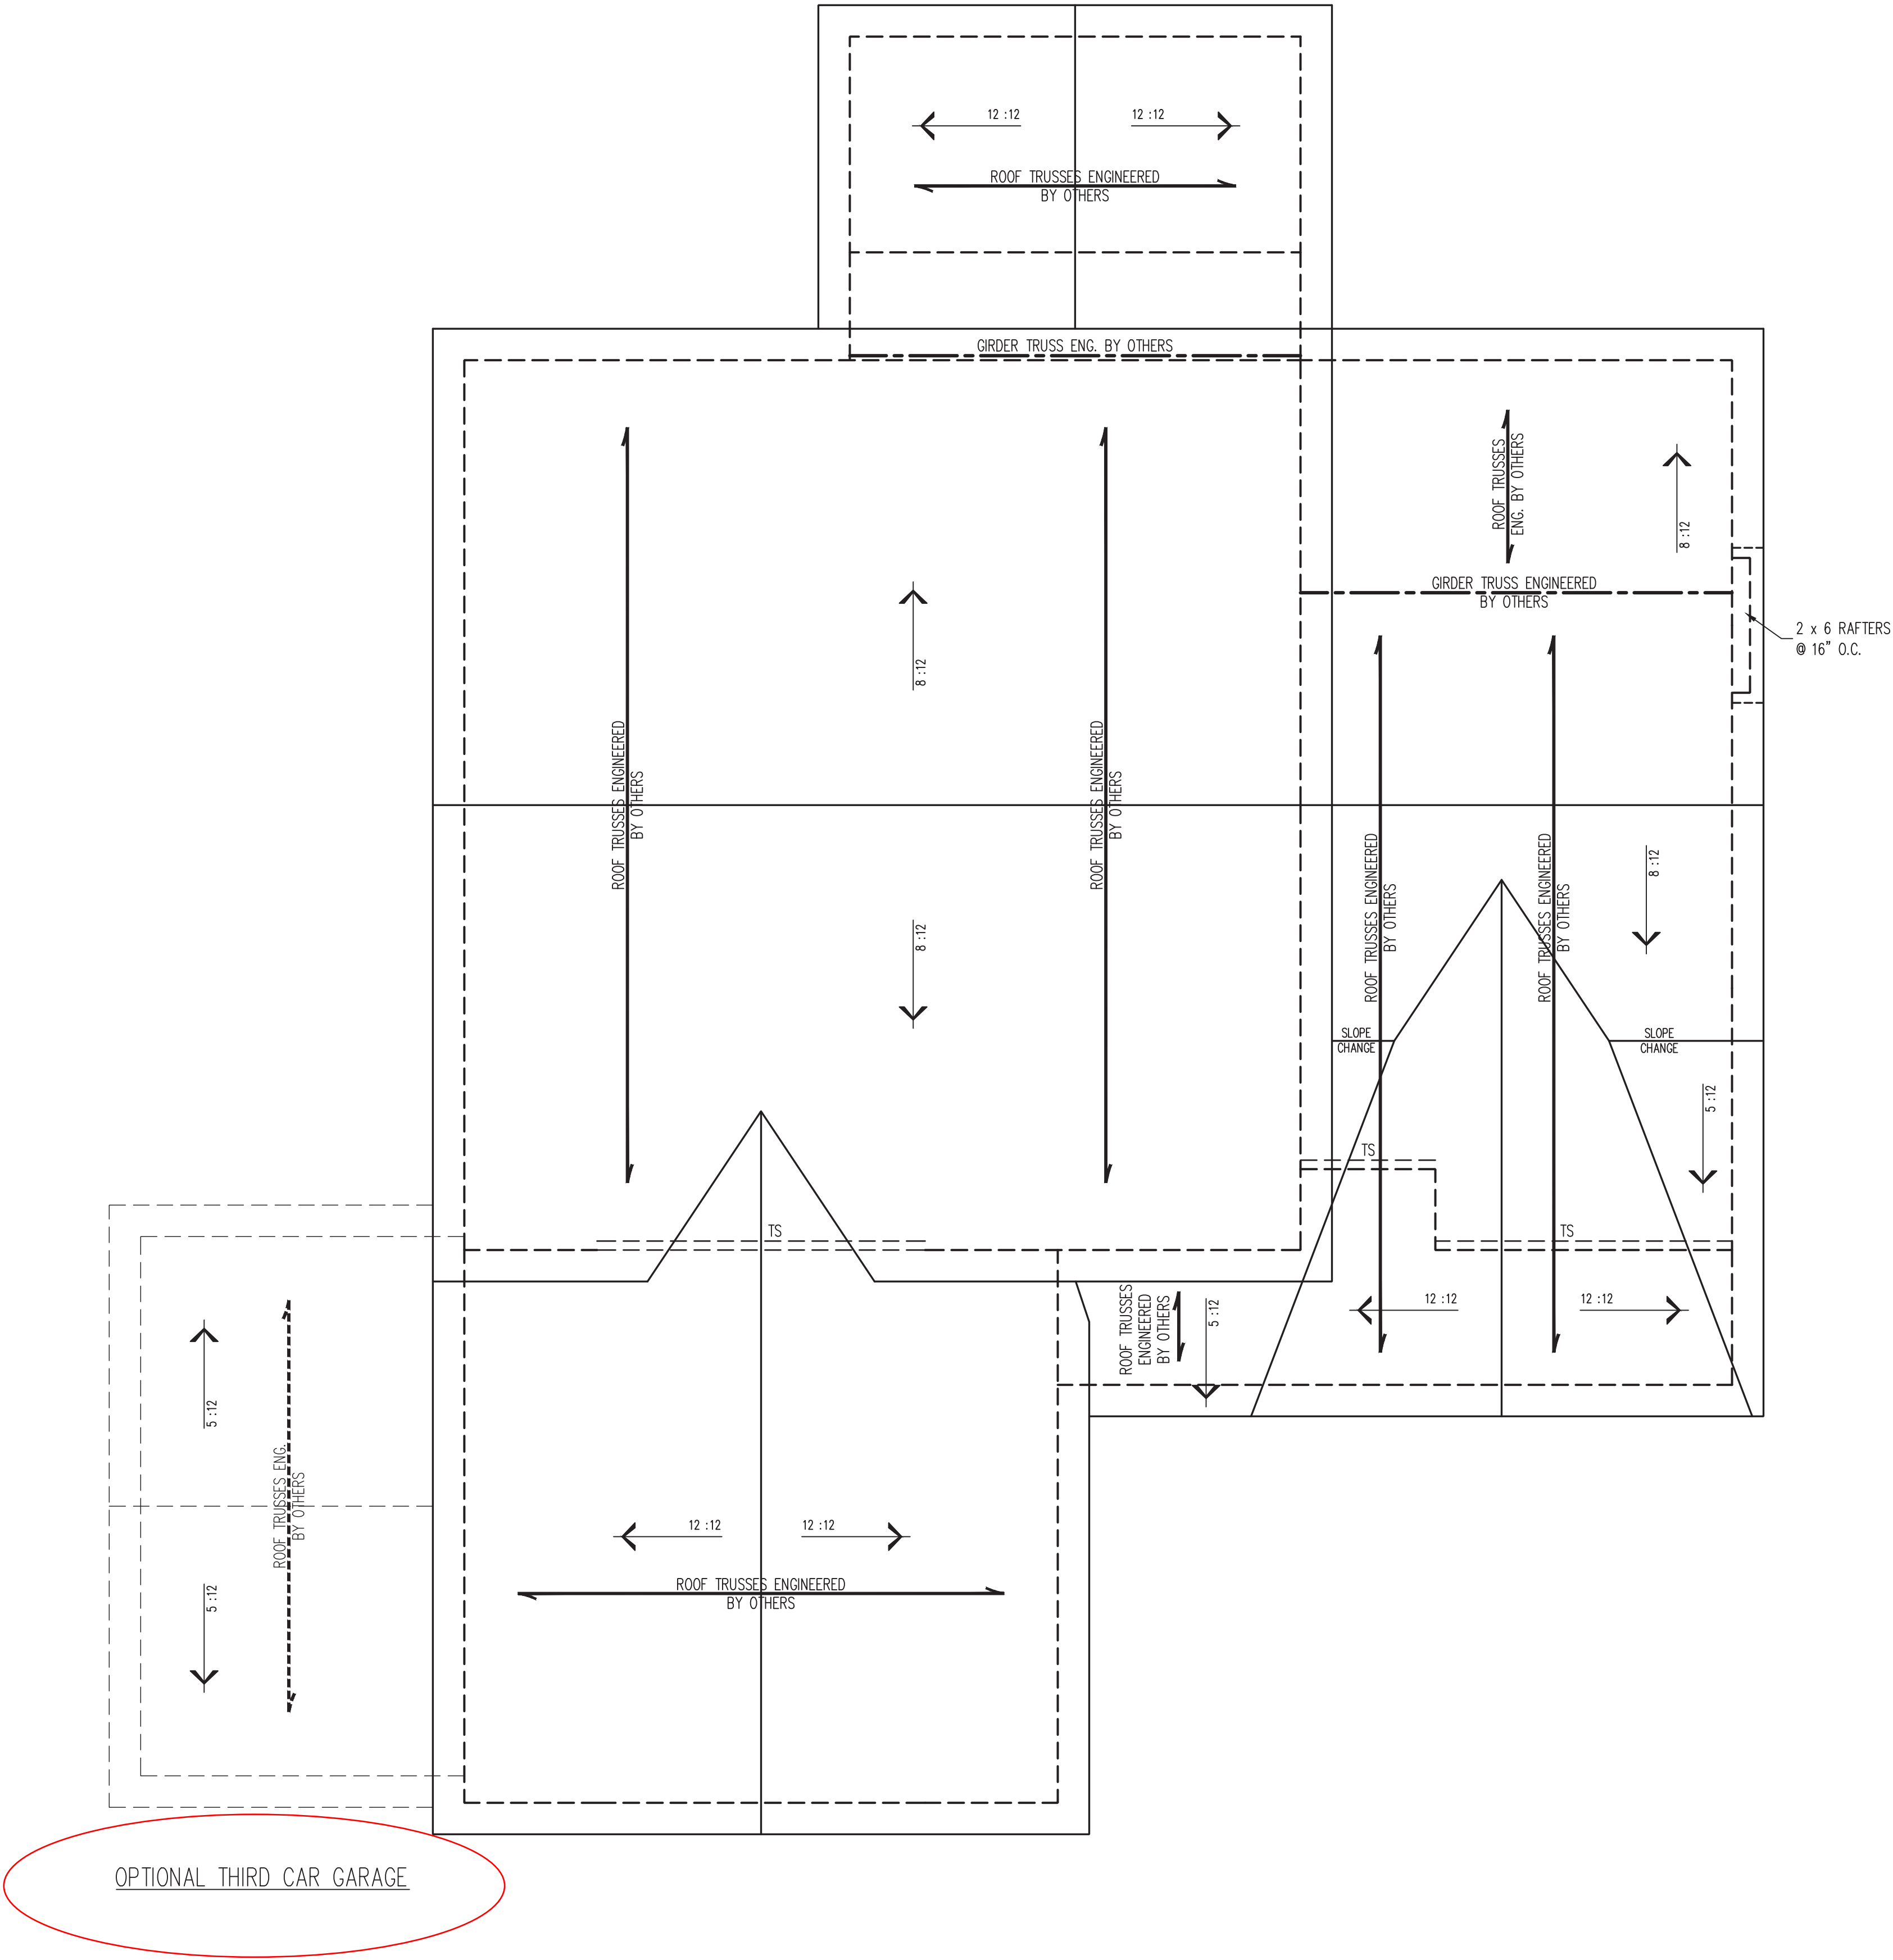 12 :12
12 :12
ROOF TRUSSES ENGINEERED
BY OTHERS
GIRDER TRUSS ENG. BY OTHERS
ROOF TRUSSES
ENG. BY OTHERS
8 :12
GIRDER TRUSS ENGINEERED
BY OTHERS
2 x 6 RAFTERS
@ 16" O.C.
8 :12
ROOF TRUSSES ENGINEERED
BY OTHERS
ROOF TRUSSES ENGINEERED
BY OTHERS
ROOF TRUSSES ENGINEERED
BY OTHERS
ROOF TRUSSES ENGINEERED
BY OTHERS
8 :12
8 :12
SLOPE
CHANGE
SLOPE
CHANGE
5 :12
TS
TS
TS
ROOF TRUSSES
ENGINEERED
BY OTHERS
5 :12
12 :12
12 :12
5 :12
ROOF TRUSSES ENG.
BY OTHERS
5 :12
12 :12
12 :12
ROOF TRUSSES ENGINEERED
BY OTHERS
OPTIONAL THIRD CAR GARAGE